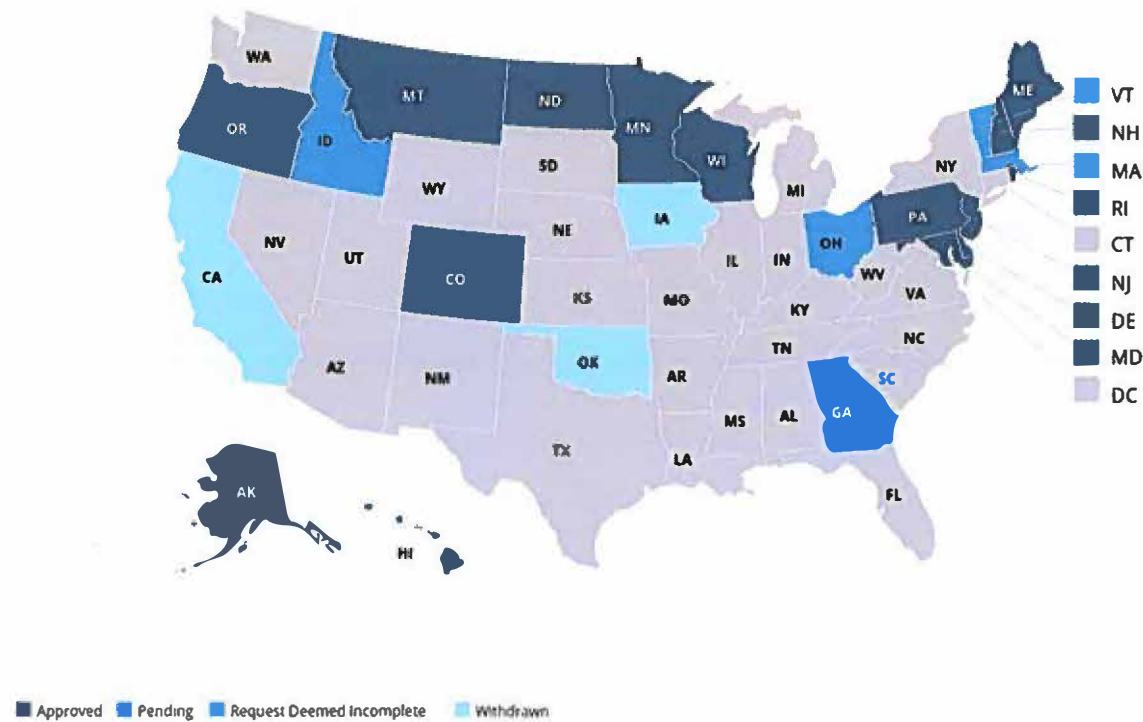 WA
MT
ND
MN
ME
VT
OR
ID
SD
WI
NH
WY
MI
NY
MA
RI
NV
UT
CO
NE
IA
IL
IN
OH
PA
CT
CA
KS
MO
WV
VA
NJ
KY
DE
AZ
NM
OK
AR
TN
NC
MD
SC
DC
MS
AL
GA
TX
LA
FL
AK
HI
Approved Pending Request Deemed Incomplete Withdrawn